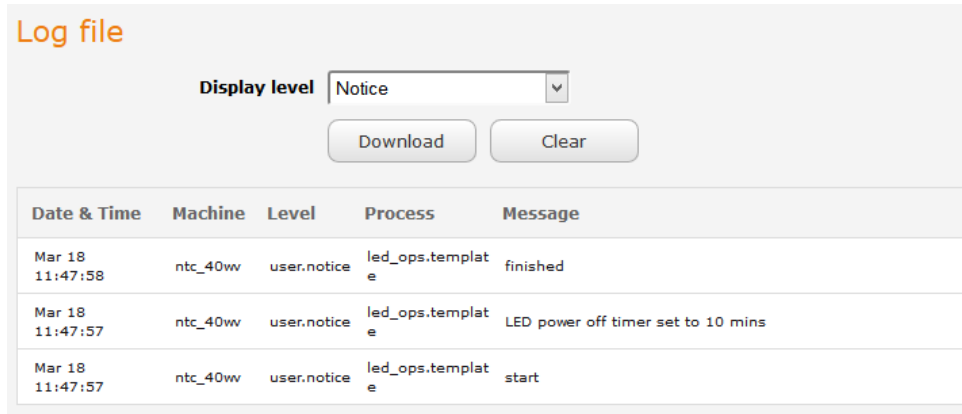 Log file
Display level Notice
Download Clear
Date & Time Machine Level Process Message
Mar 18
11:47:58 ntc_40wv user.notice led_ops.templat
e finished
Mar 18
11:47:57 ntc_40wv user.notice led_ops.templat
e LED power off timer set to 10 mins
Mar 18
11:47:57 ntc_40wv user.notice led_ops.templat
e start